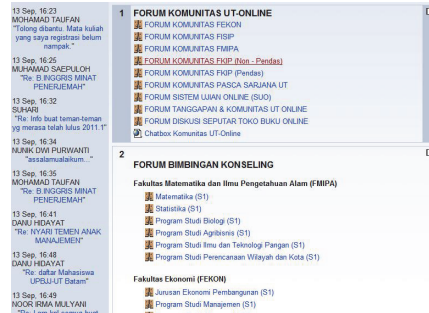 13 Sep, 16:23
MOHAMAD TAUFAN
"Tolong dibantu. Mata kuliah
yang saya registrasi belum
nampak."
13 Sep, 16:25
MUHAMAD SAEPULOH
"Re: B.INGGRIS MINAT
PENERJEMAH"
13 Sep, 16:32
SUHARI
"Re: Info buat teman-teman
yg merasa telah lulus 2011.1"
13 Sep, 16:34
NUNIK DWI PURWANTI
"assalamualaikum..."
13 Sep, 16:35
MOHAMAD TAUFAN
"Re: B.INGGRIS MINAT
PENERJEMAH"
13 Sep, 16:41
DANU HIDAYAT
"Re: NYARI TEMEN ANAK
MANAJEMEN"
13 Sep, 16:48
DANU HIDAYAT
"Re: daftar Mahasiswa
UPBJJ-UT Batam"
13 Sep, 16:49
NOOR IRMA MULYANI
1
FORUM KOMUNITAS UT-ONLINE
FORUM KOMUNITAS FEKON
FORUM KOMUNITAS FISIP
FORUM KOMUNITAS FMIPA
FORUM KOMUNITAS FKIP (Non - Pendas)
FORUM KOMUNITAS FKIP (Pendas)
FORUM KOMUNITAS PASCA SARJANA UT
FORUM SISTEM UJIAN ONLINE (SUO)
FORUM TANGGAPAN & KOMUNITAS UT ONLINE
FORUM DISKUSI SEPUTAR TOKO BUKU ONLINE
Chatbox Komunitas UT-Online
2
FORUM BIMBINGAN KONSELING
Fakultas Matematika dan Ilmu Pengetahuan Alam (FMIPA)
Matematika (S1)
Statistika (S1)
Program Studi Biologi (S1)
Program Studi Agribisnis (S1)
Program Studi Ilmu dan Teknologi Pangan (S1)
Program Studi Perencanaan Wilayah dan Kota (S1)
Fakultas Ekonomi (FEKON)
Jurusan Ekonomi Pembangunan (S1)
Program Studi Manajemen (S1)